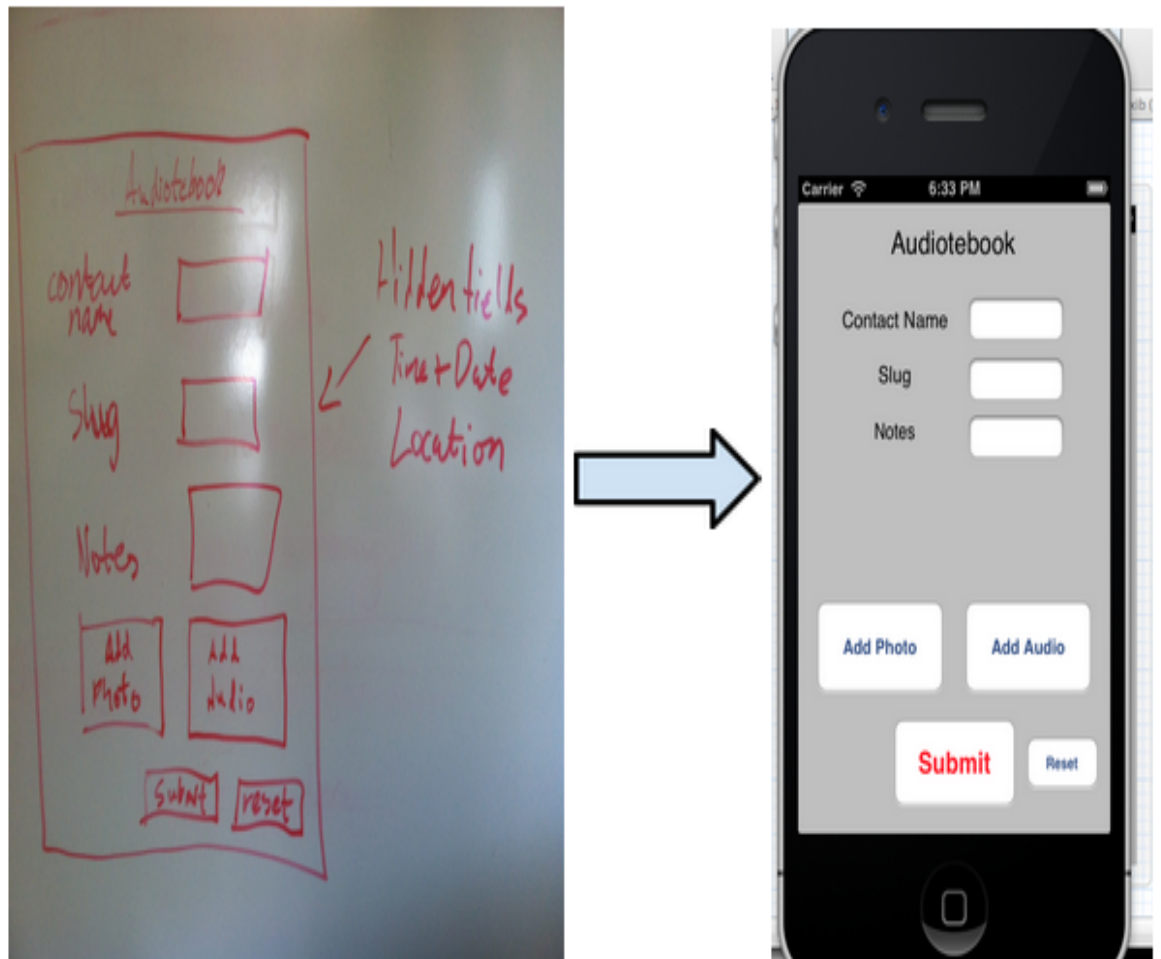 Audiotebook
contact
name
Slug
Notes
Add
Photo
Add
Audio
Submit
reset
Hidden fields
Time + Date
Location
Carrier
6:33 PM
Audiotebook
Contact Name
Slug
Notes
Add Photo
Add Audio
Submit
Reset
xib (